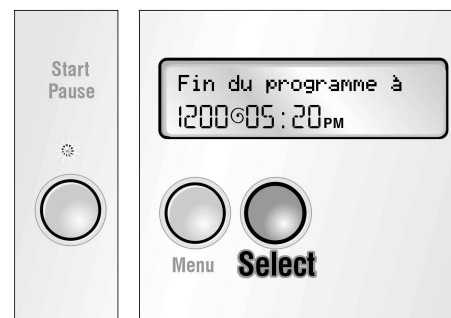 Start
Pause
Fin du programme à
1200 05:20PM
Menu
Select